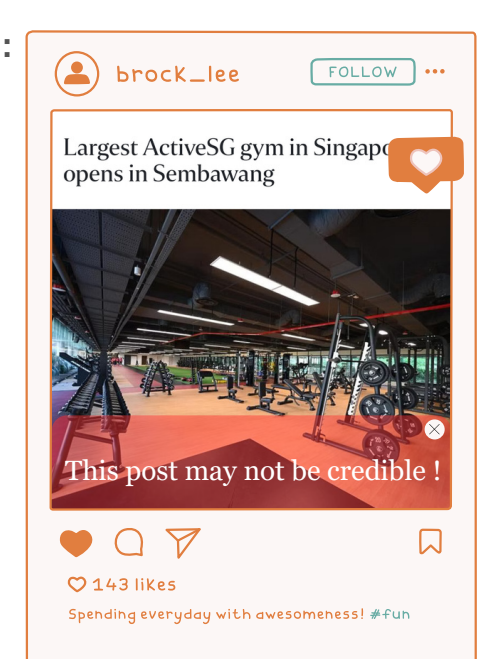 :
brock_lee
FOLLOW
Largest ActiveSG gym in
opens in Sembawang
This post may not be credible !
143 likes
Spending everyday with awesomeness! #fun